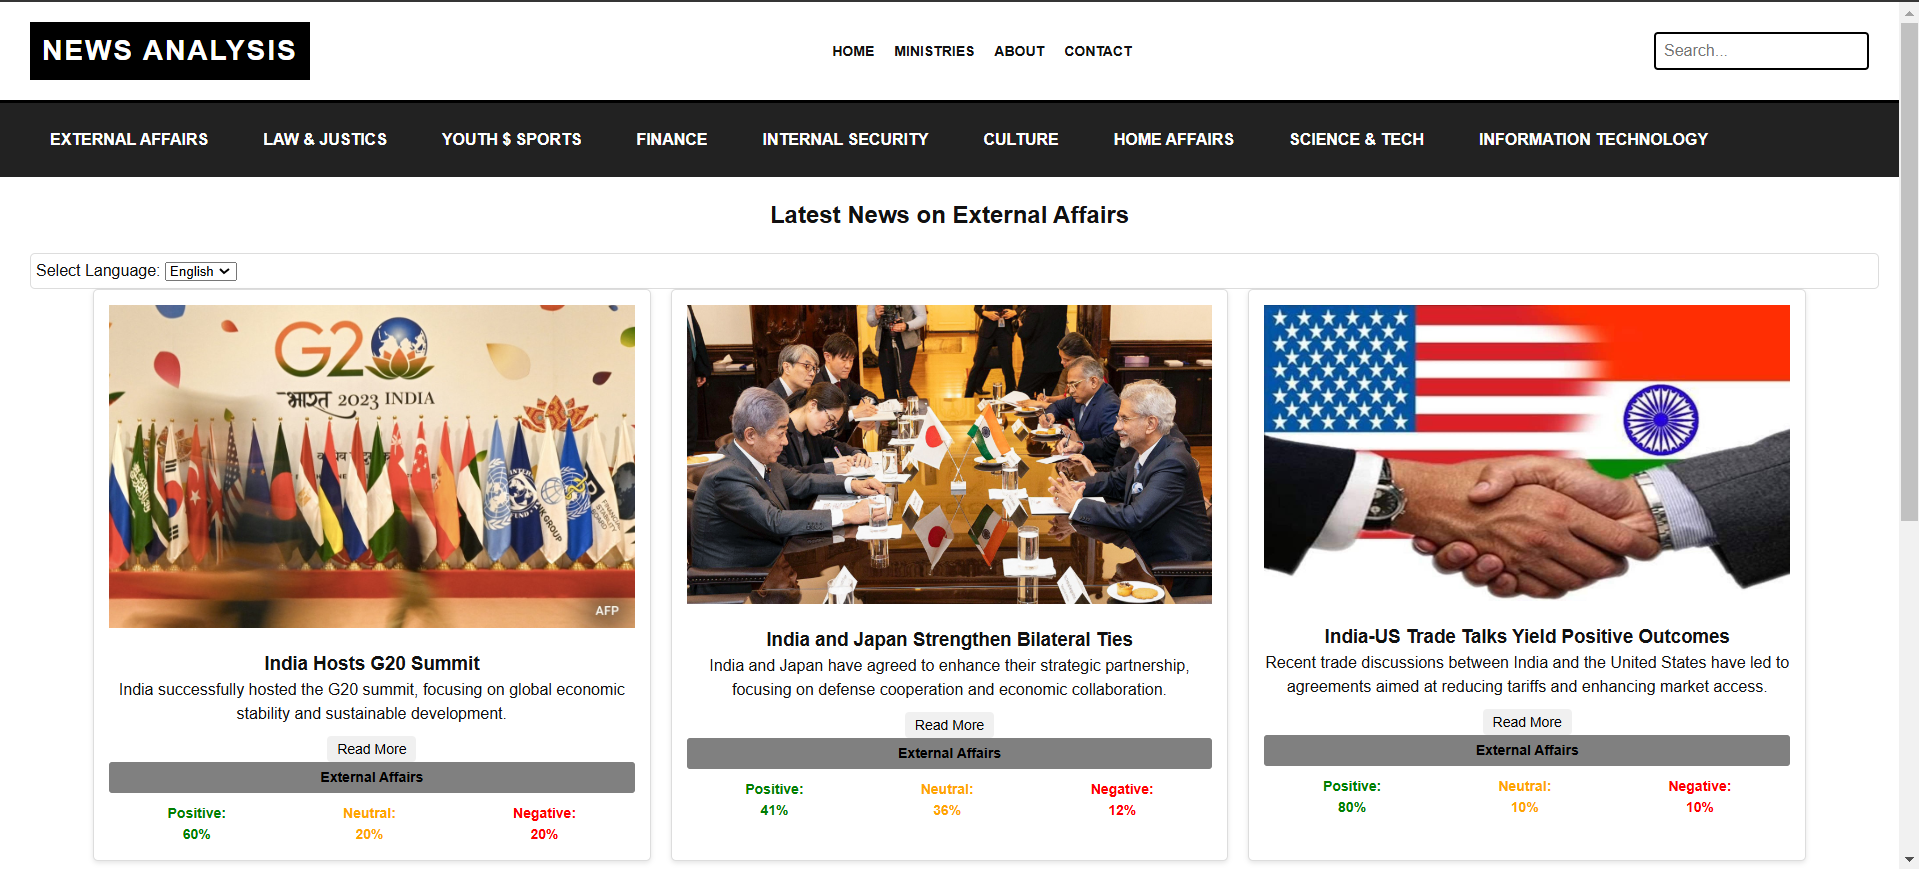 NEWS ANALYSIS
HOME MINISTRIES ABOUT CONTACT
Search...
EXTERNAL AFFAIRS LAW & JUSTICS YOUTH $ SPORTS FINANCE INTERNAL SECURITY CULTURE HOME AFFAIRS SCIENCE & TECH INFORMATION TECHNOLOGY
Latest News on External Affairs
Select Language: English
G20
भारत 2023 INDIA
AFP
India Hosts G20 Summit
India successfully hosted the G20 summit, focusing on global economic
stability and sustainable development.
Read More
External Affairs
Positive: Neutral: Negative:
60% 20% 20%
India and Japan Strengthen Bilateral Ties
India and Japan have agreed to enhance their strategic partnership,
focusing on defense cooperation and economic collaboration.
Read More
External Affairs
Positive: Neutral: Negative:
41% 36% 12%
India-US Trade Talks Yield Positive Outcomes
Recent trade discussions between India and the United States have led to
agreements aimed at reducing tariffs and enhancing market access.
Read More
External Affairs
Positive: Neutral: Negative:
80% 10% 10%